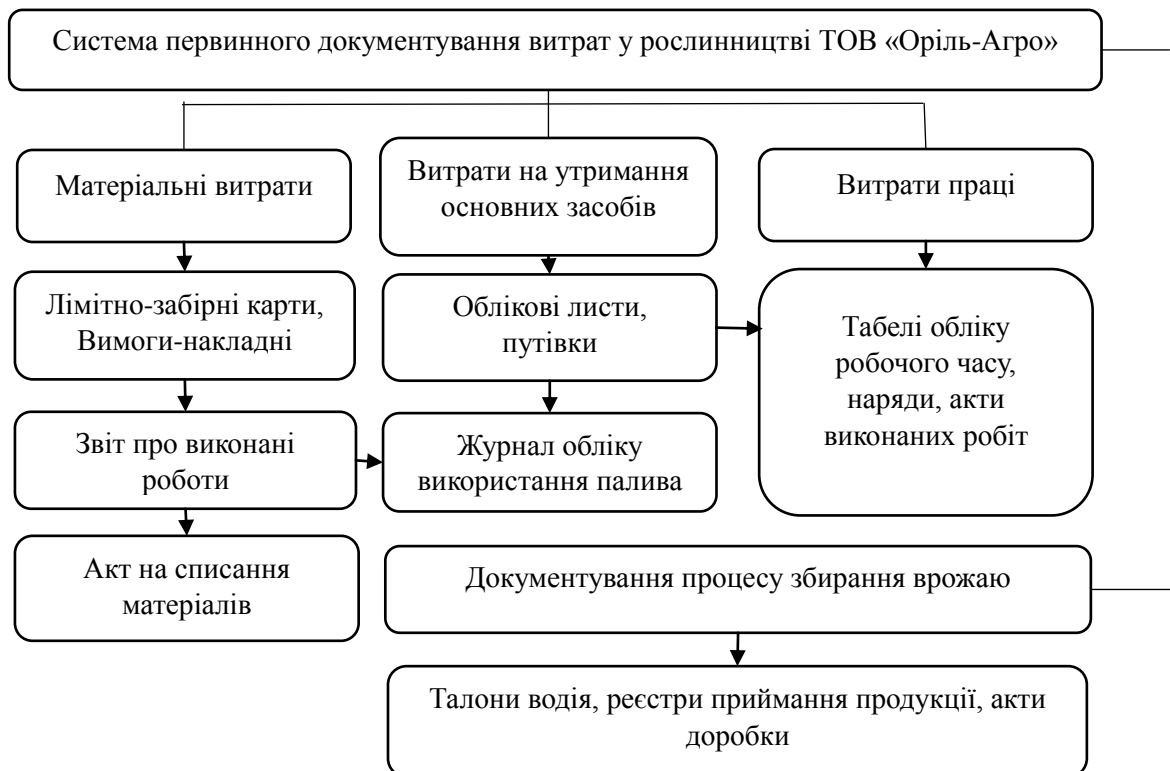 Система первинного документування витрат у рослинництві ТОВ «Оріль-Агро»
Матеріальні витрати
Витрати на утримання
основних засобів
Витрати праці
Лімітно-забірні карти,
Вимоги-накладні
Облікові листи,
путівки
Табелі обліку
робочого часу,
наряди, акти
виконаних робіт
Звіт про виконані
роботи
Журнал обліку
використання палива
Акт на списання
матеріалів
Документування процесу збирання врожаю
Талони водія, реєстри приймання продукції, акти
доробки